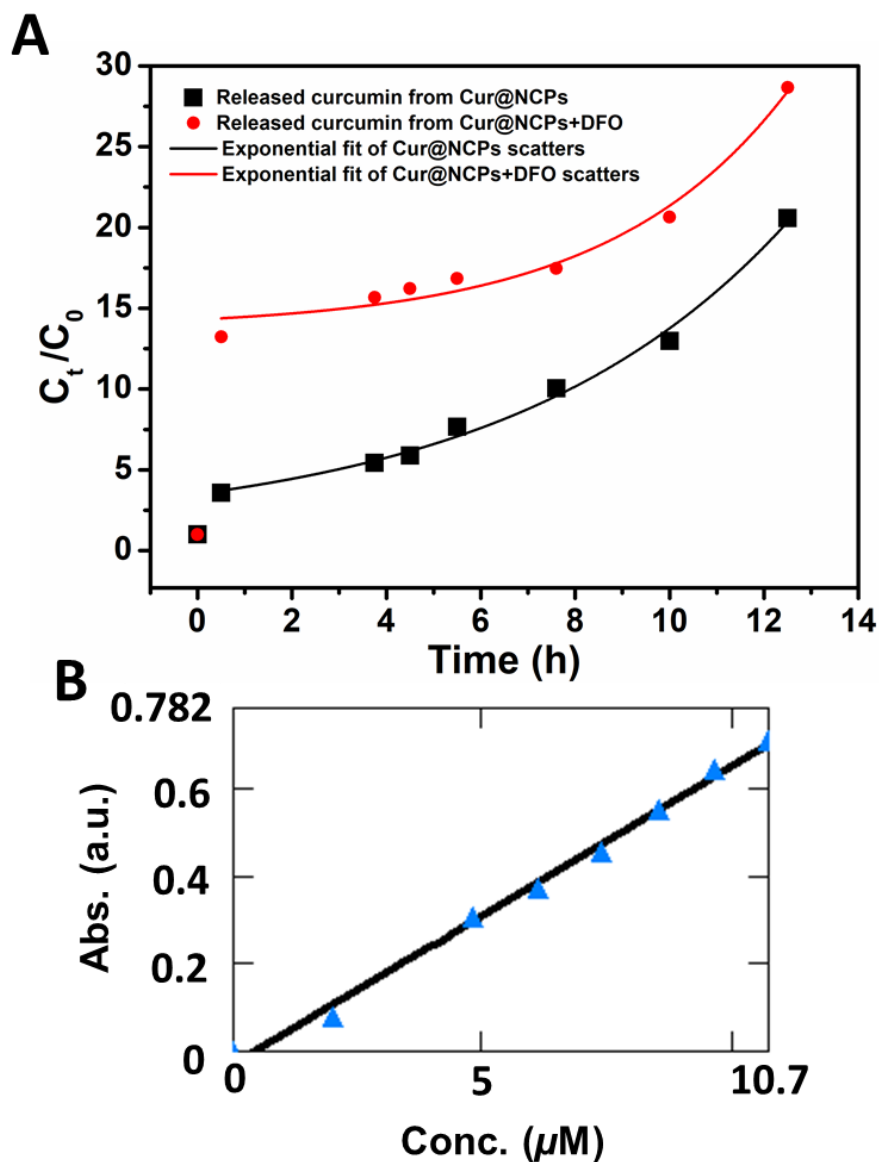 A
30
25
20
15
10
5
0
C_t/C_0
Released curcumin from Cur@NCPs
Released curcumin from Cur@NCPs+DFO
Exponential fit of Cur@NCPs scatters
Exponential fit of Cur@NCPs+DFO scatters
0 2 4 6 8 10 12 14
Time (h)
B
0.782
0.6
0.4
0.2
0
Abs. (a.u.)
0 5 10.7
Conc. (µM)